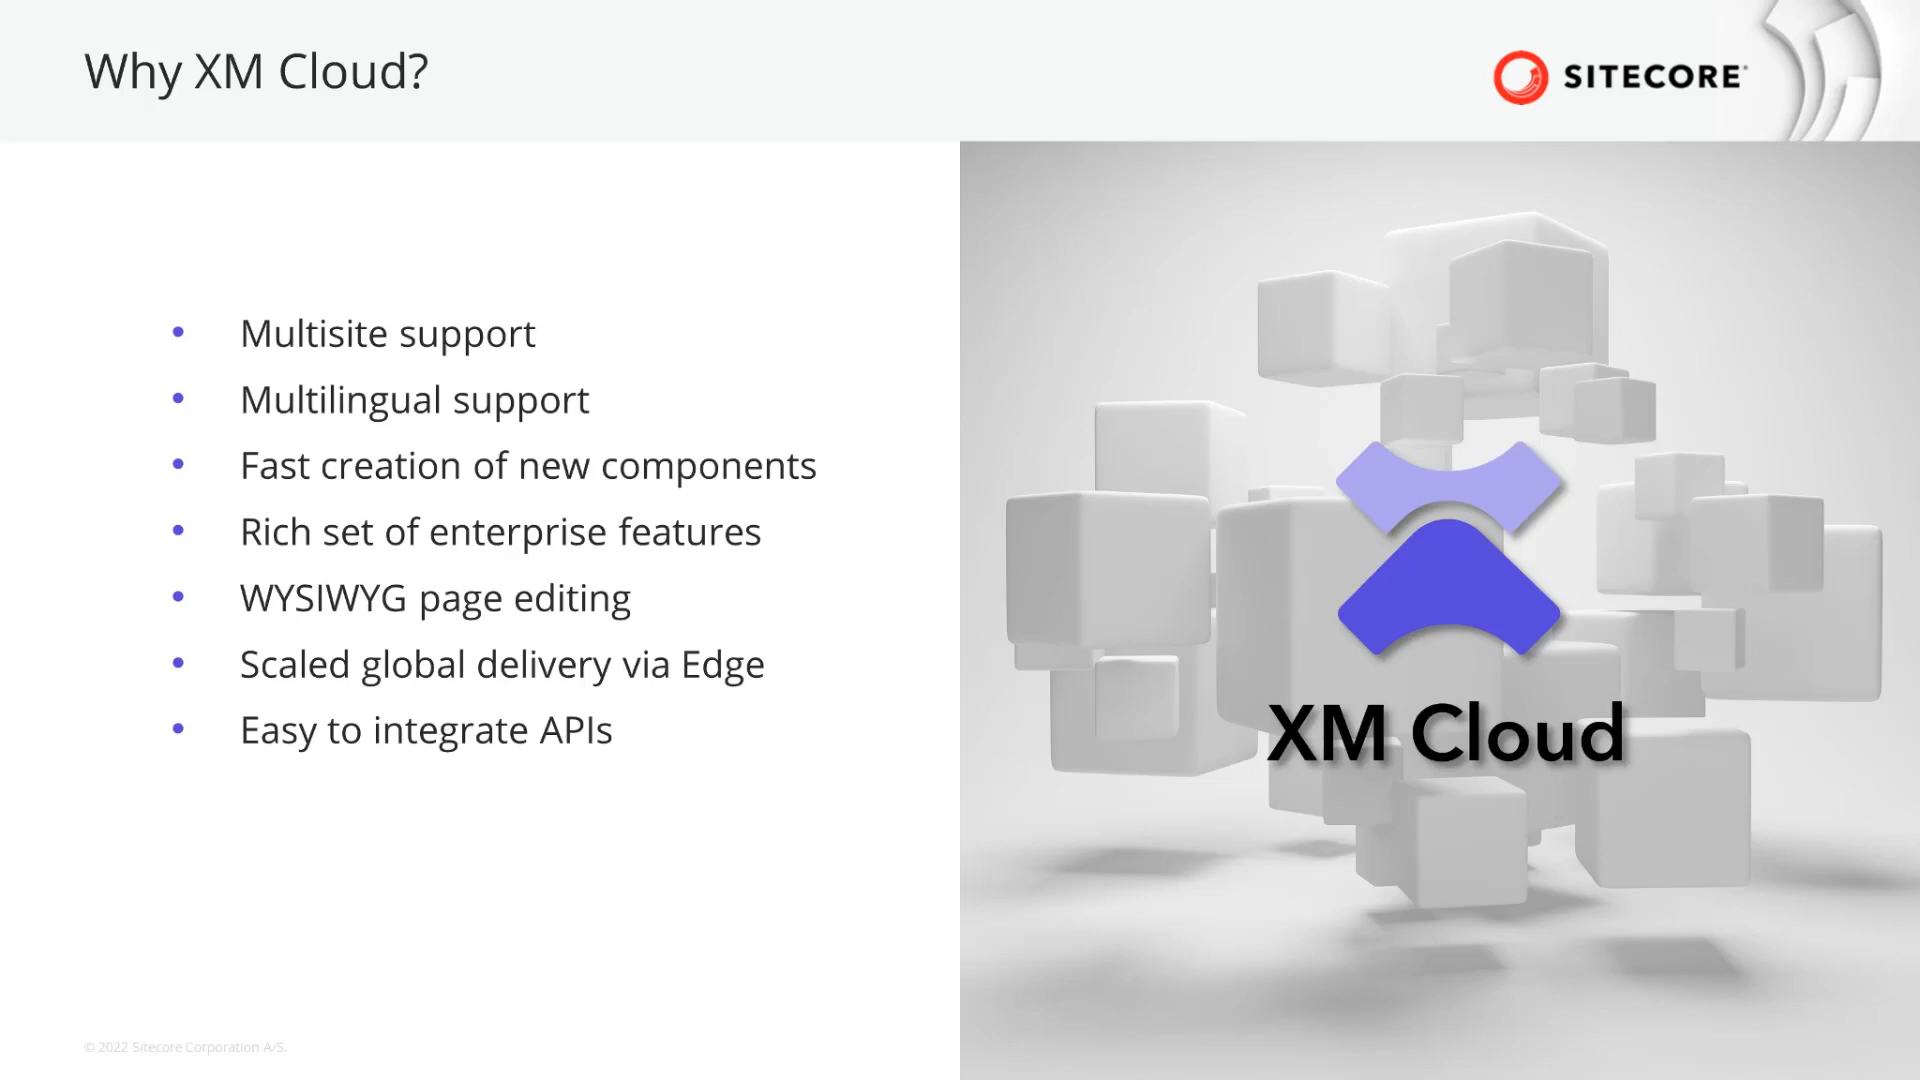 Why XM Cloud?
SITECORE
• Multisite support
• Multilingual support
• Fast creation of new components
• Rich set of enterprise features
• WYSIWYG page editing
• Scaled global delivery via Edge
• Easy to integrate APIs
XM Cloud
© 2022 Sitecore Corporation A/S.